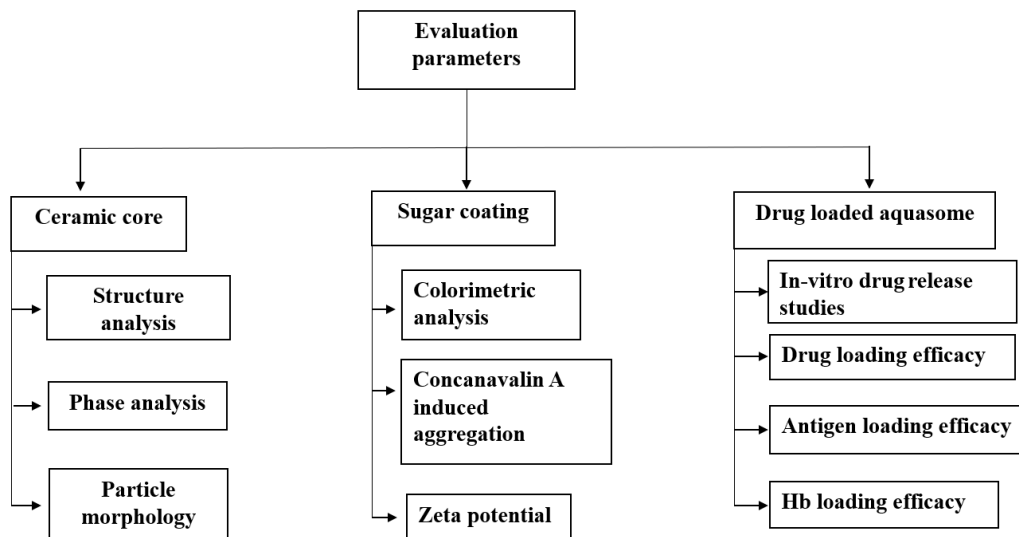 Evaluation
parameters
Ceramic core
Structure
analysis
Phase analysis
Particle
morphology
Sugar coating
Colorimetric
analysis
Concanavalin A
induced
aggregation
Zeta potential
Drug loaded aquasome
In-vitro drug release
studies
Drug loading efficacy
Antigen loading efficacy
Hb loading efficacy